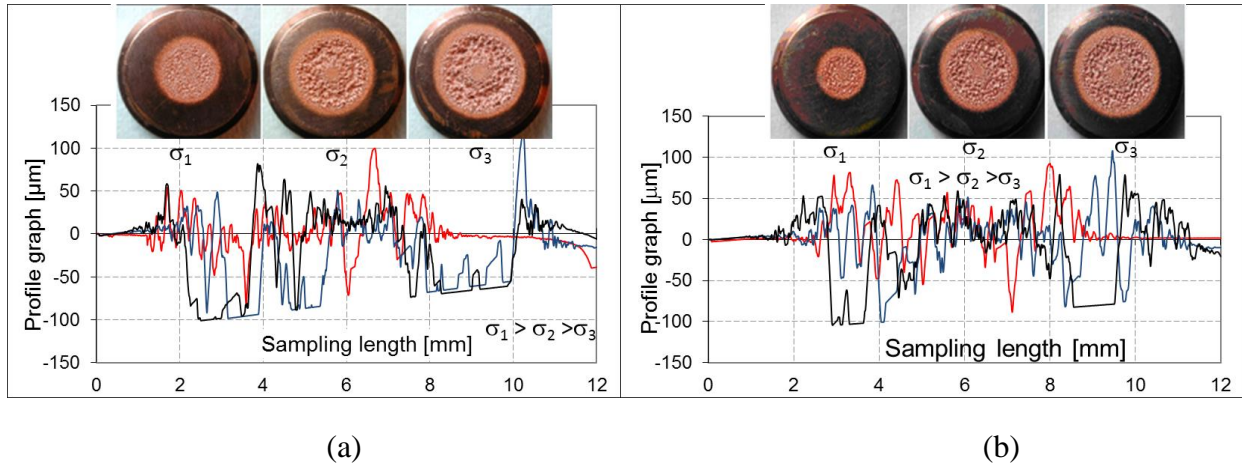 150
100
50
0
-50
-100
-150
Profile graph [µm]
σ1
σ2
σ3
σ1 > σ2 >σ3
Sampling length [mm]
0 2 4 6 8 10 12
150
100
50
0
-50
-100
-150
Profile graph [µm]
σ1
σ2
σ3
σ1 > σ2 >σ3
Sampling length [mm]
0 2 4 6 8 10 12
(a) (b)